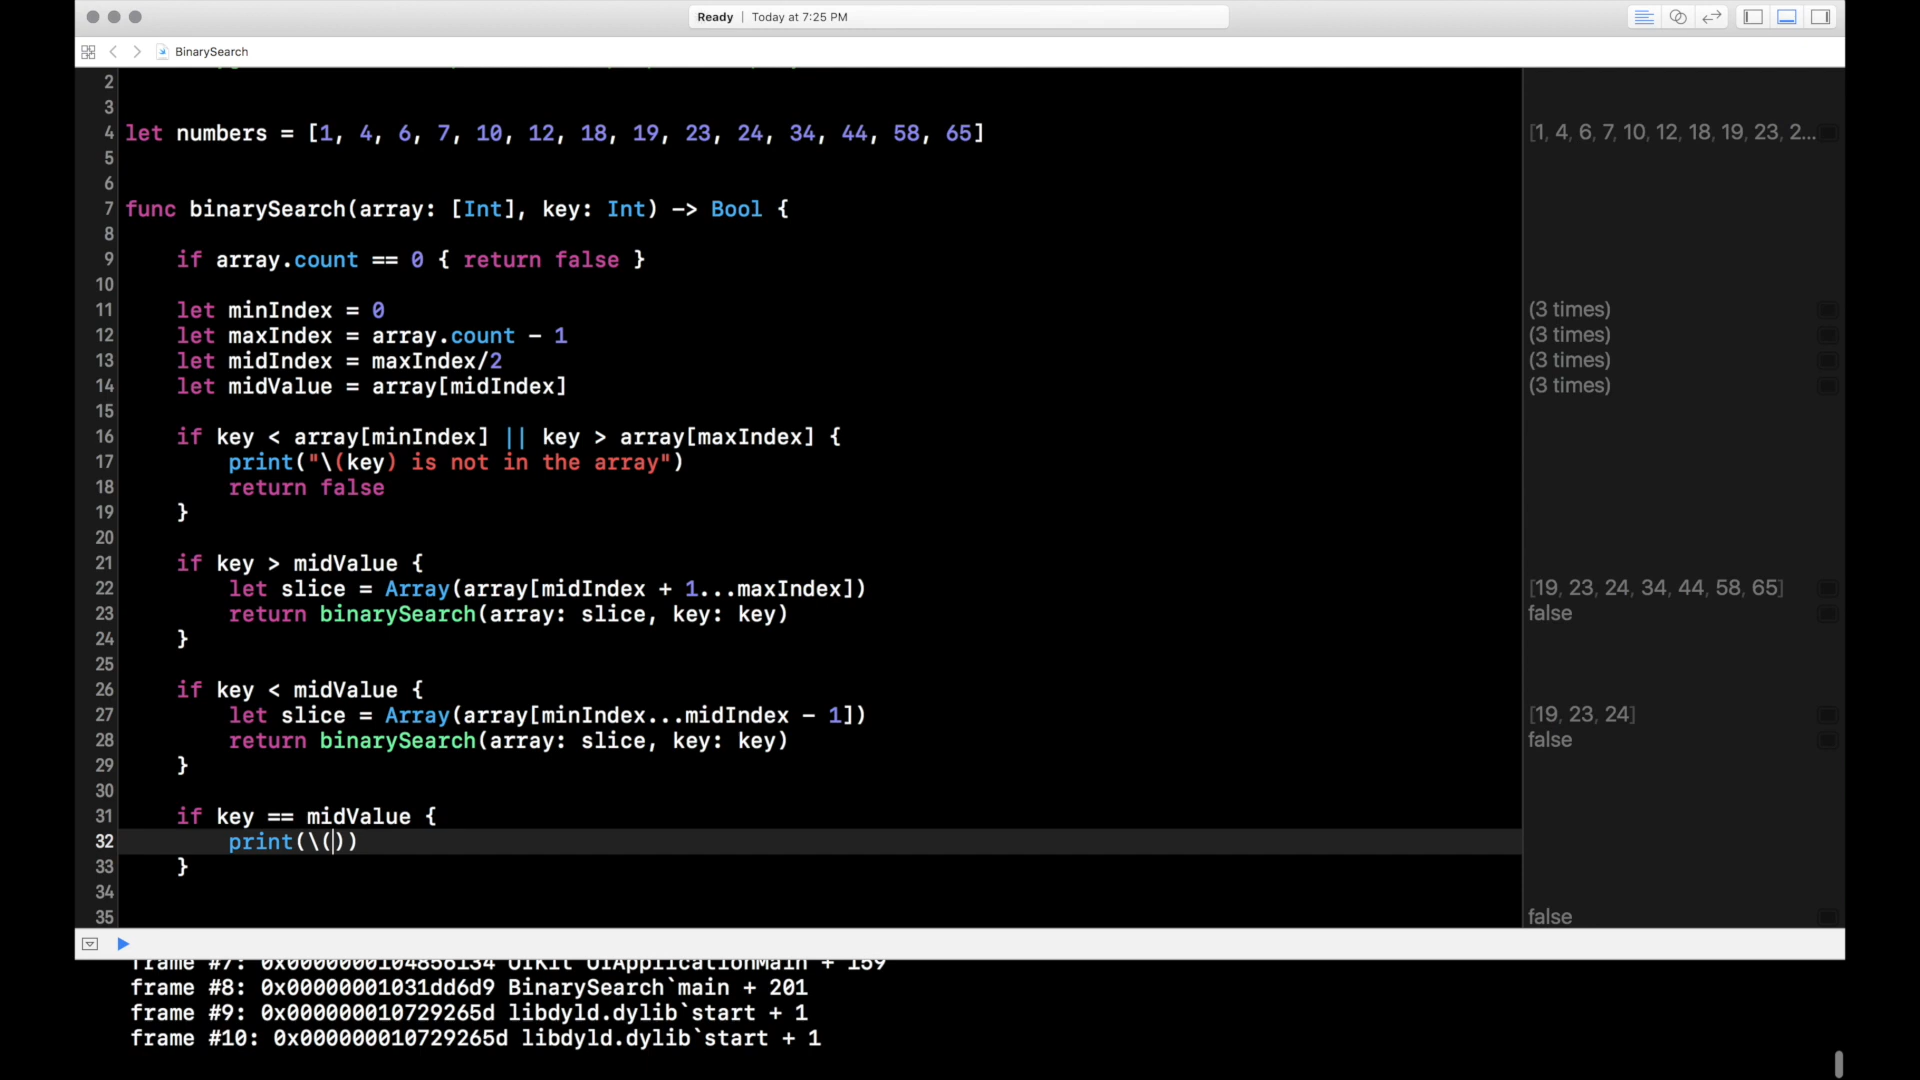 Ready | Today at 7:25 PM
BinarySearch
2
3
4 let numbers = [1, 4, 6, 7, 10, 12, 18, 19, 23, 24, 34, 44, 58, 65] [1, 4, 6, 7, 10, 12, 18, 19, 23, 2...
5
6
7 func binarySearch(array: [Int], key: Int) -> Bool {
8
9 if array.count == 0 { return false }
10
11 let minIndex = 0 (3 times)
12 let maxIndex = array.count - 1 (3 times)
13 let midIndex = maxIndex/2 (3 times)
14 let midValue = array[midIndex] (3 times)
15
16 if key < array[minIndex] || key > array[maxIndex] {
17 print("\(key) is not in the array")
18 return false
19 }
20
21 if key > midValue {
22 let slice = Array(array[midIndex + 1...maxIndex]) [19, 23, 24, 34, 44, 58, 65]
23 return binarySearch(array: slice, key: key) false
24 }
25
26 if key < midValue {
27 let slice = Array(array[minIndex...midIndex - 1]) [19, 23, 24]
28 return binarySearch(array: slice, key: key) false
29 }
30
31 if key == midValue {
32 print(\())
33 }
34
35 false
frame #7: 0x0000000104856134 UIKit`UIApplicationMain + 159
frame #8: 0x00000001031dd6d9 BinarySearch`main + 201
frame #9: 0x000000010729265d libdyld.dylib`start + 1
frame #10: 0x000000010729265d libdyld.dylib`start + 1